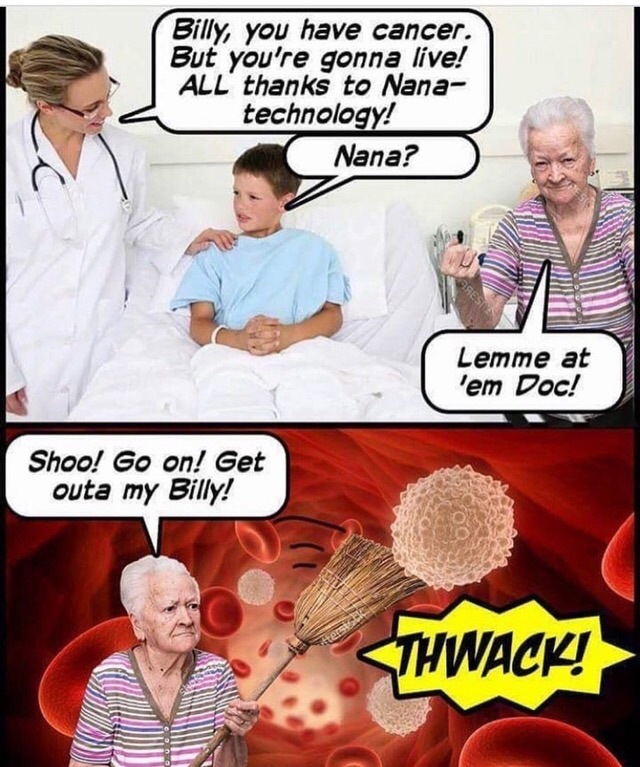 Billy, you have cancer.
But you're gonna live!
ALL thanks to Nana-
technology!
Nana?
Lemme at
'em Doc!
Shoo! Go on! Get
outa my Billy!
THWACK!